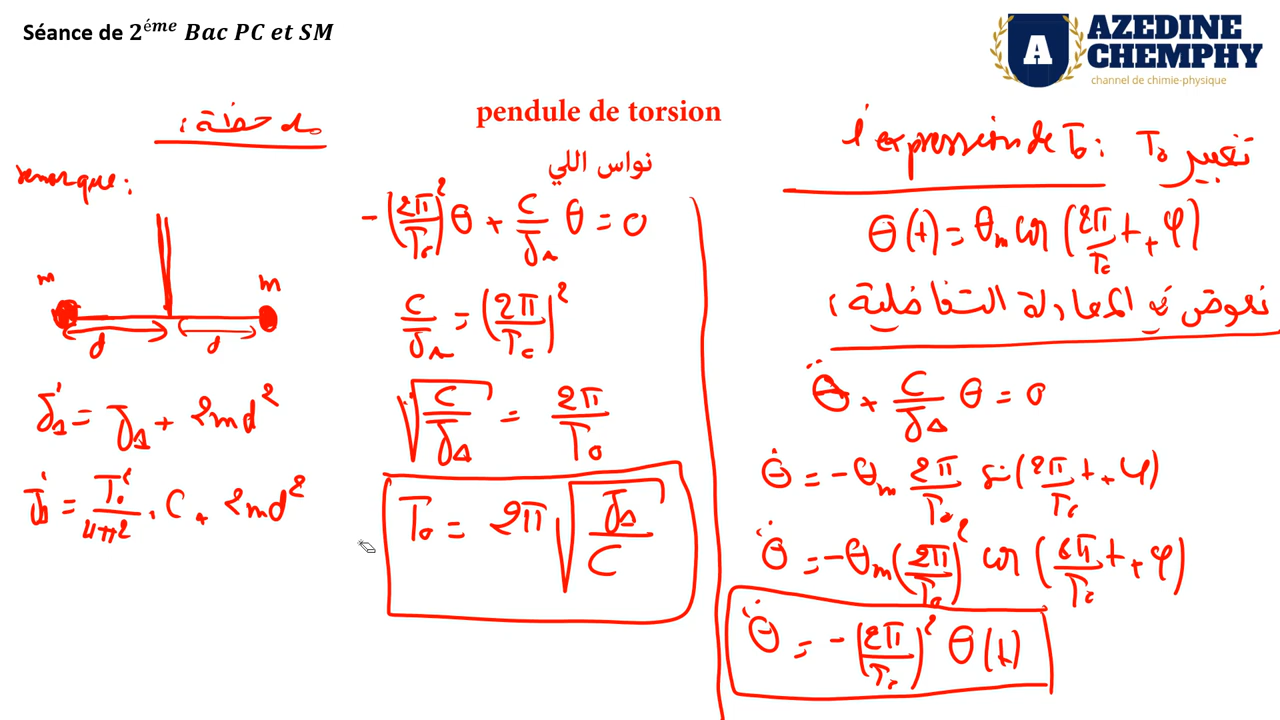 Séance de 2éme Bac PC et SM
AZEDINE
CHEMPHY
A
channel de chimie-physique
pendule de torsion
نواس اللي
ملاحظة :
remarque :
m
m
d
d
J'Δ = JΔ + 2md²
J'Δ = T₀²/4π² . C + 2md²
-(2π/T₀)² θ + C/JΔ θ = 0
C/JΔ = (2π/T₀)²
√(C/JΔ) = 2π/T₀
T₀ = 2π √(JΔ/C)
l'expression de T₀ : تعبير T₀
θ(t) = θm cos(2π/T₀ t + φ)
نعوض في المعادلة التفاضلية :
θ̈ + C/JΔ θ = 0
θ̇ = -θm 2π/T₀ sin(2π/T₀ t + φ)
θ̈ = -θm (2π/T₀)² cos(2π/T₀ t + φ)
θ̈ = -(2π/T₀)² θ(t)